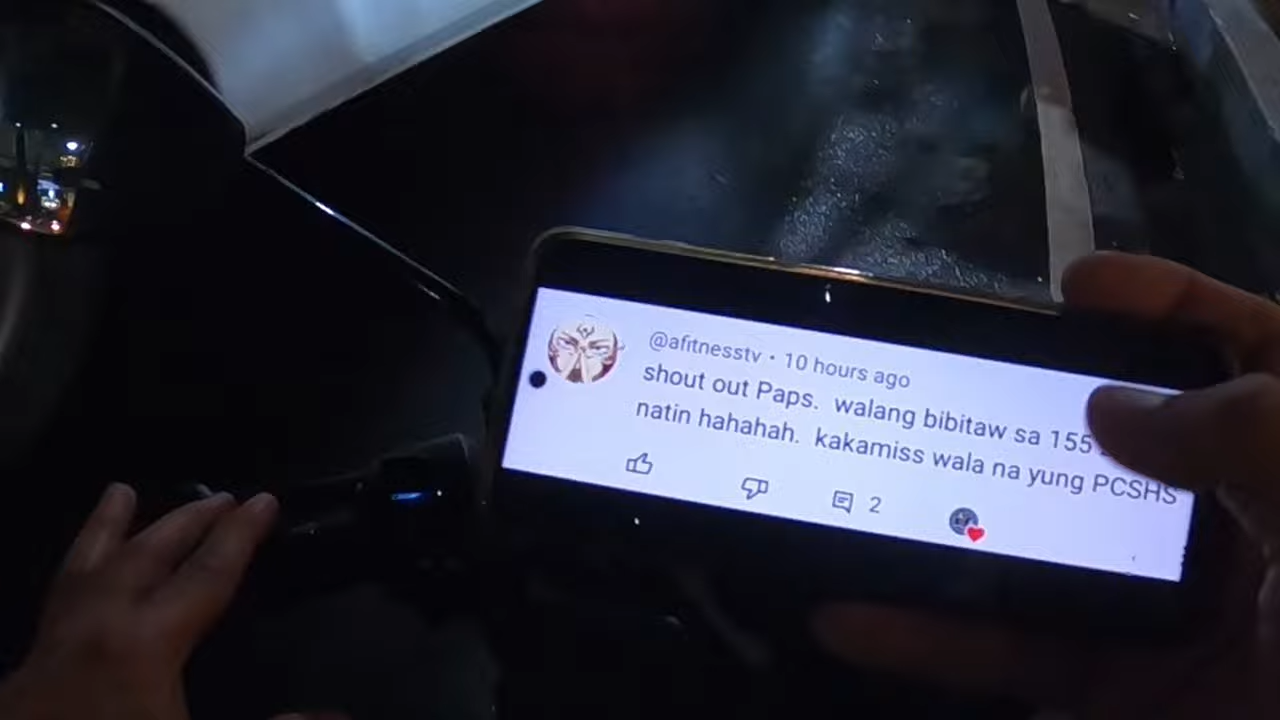 @afitnesstv • 10 hours ago
shout out Paps. walang bibitaw sa 155
natin hahahah. kakamiss wala na yung PCSHS
2